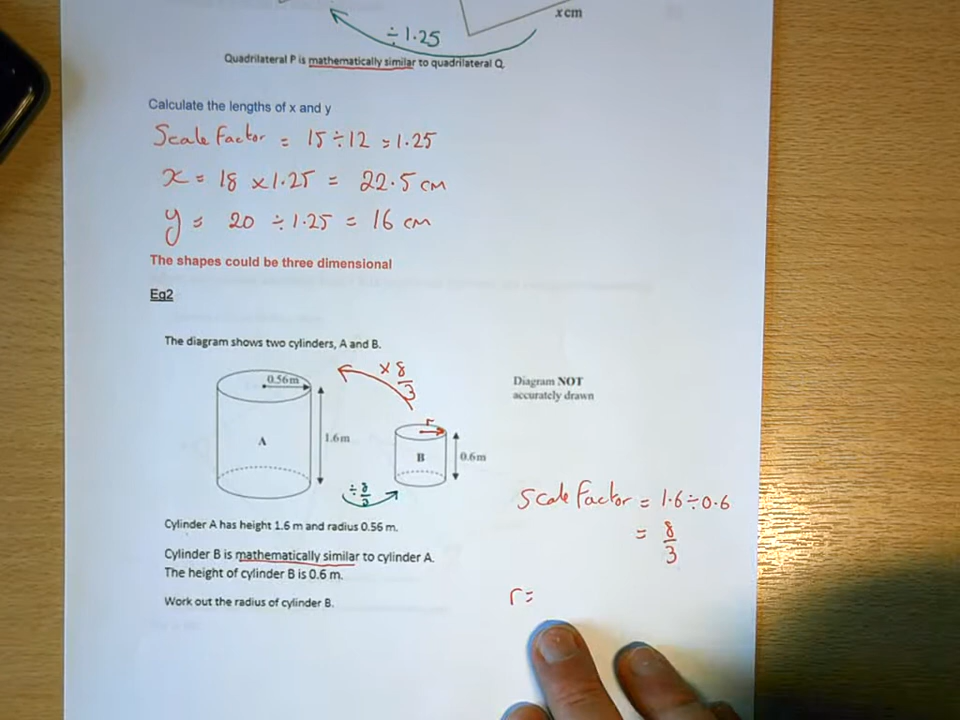 x cm
÷ 1.25
Quadrilateral P is mathematically similar to quadrilateral Q.
Calculate the lengths of x and y
Scale Factor = 15 ÷ 12 = 1.25
x = 18 × 1.25 = 22.5 cm
y = 20 ÷ 1.25 = 16 cm
The shapes could be three dimensional
Eg2
The diagram shows two cylinders, A and B.
× 8/3
0.56m
Diagram NOT
accurately drawn
r
A
1.6m
B
0.6m
÷ 8/3
Scale Factor = 1.6 ÷ 0.6
= 8/3
Cylinder A has height 1.6 m and radius 0.56 m.
Cylinder B is mathematically similar to cylinder A.
The height of cylinder B is 0.6 m.
r =
Work out the radius of cylinder B.